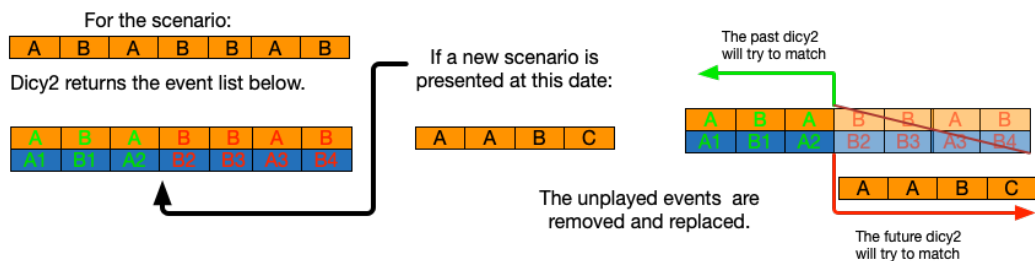 For the scenario:
A B A B B A B
Dicy2 returns the event list below.
A B A B B A B
A1 B1 A2 B2 B3 A3 B4
If a new scenario is
presented at this date:
A A B C
The unplayed events are
removed and replaced.
The past dicy2
will try to match
A B A B B A B
A1 B1 A2 B2 B3 A3 B4
A A B C
The future dicy2
will try to match